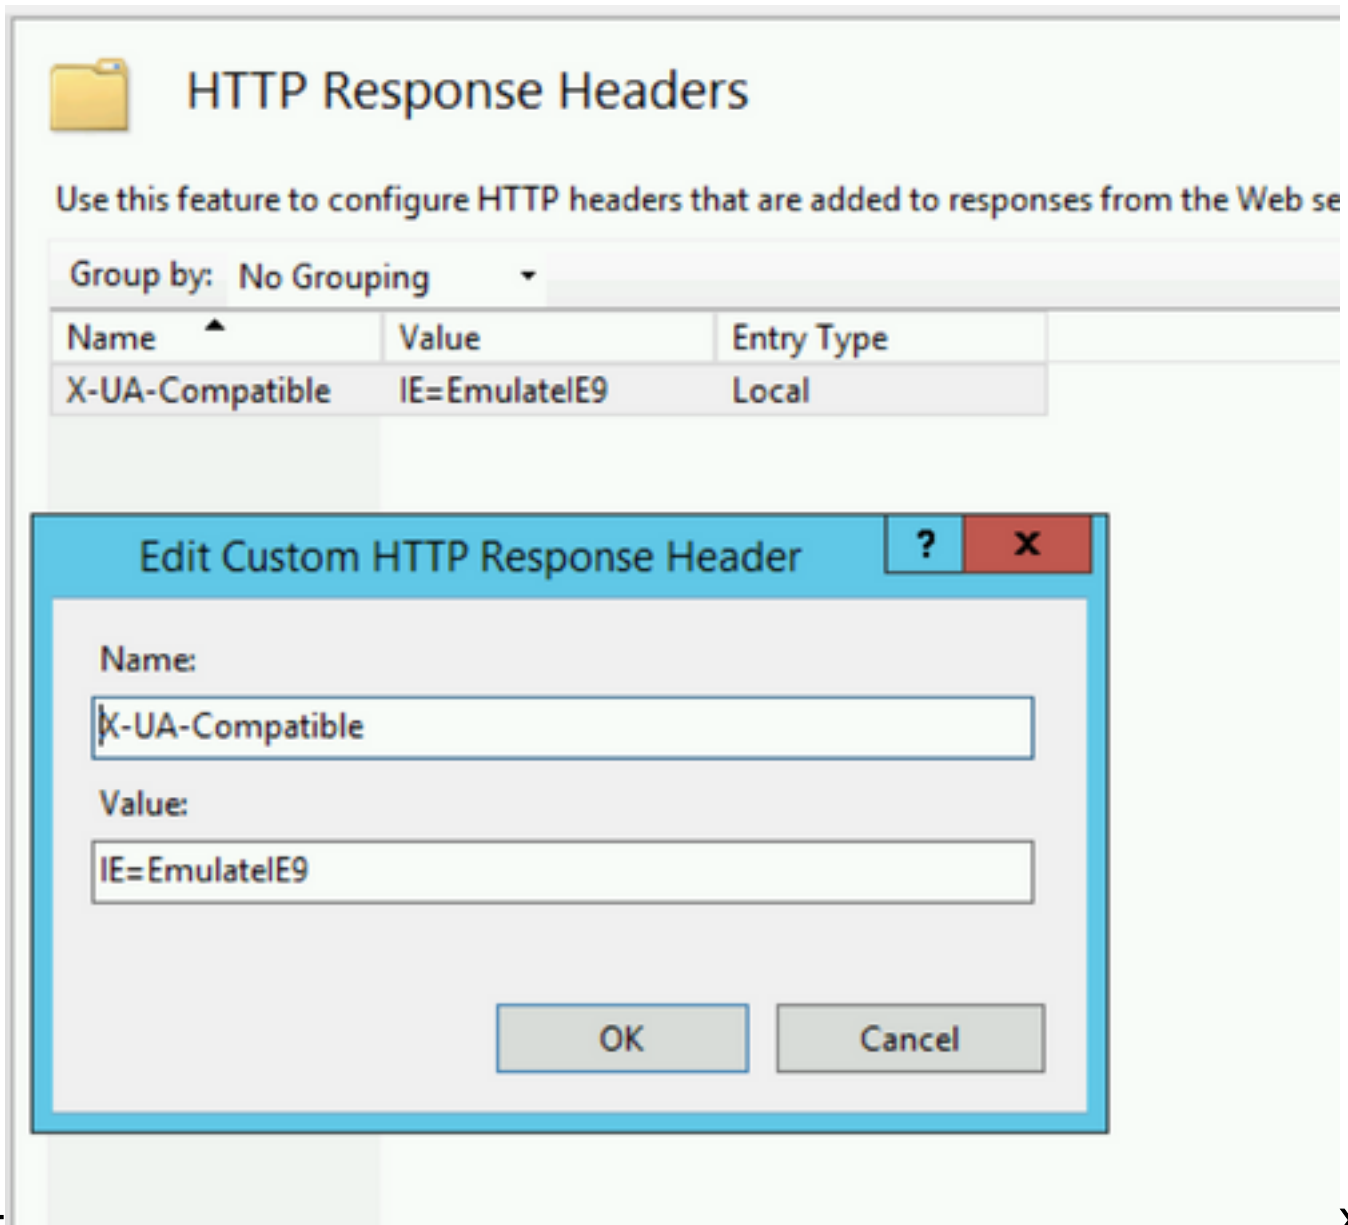 HTTP Response Headers
Use this feature to configure HTTP headers that are added to responses from the Web se
Group by: No Grouping
Name Value Entry Type
X-UA-Compatible IE=EmulateIE9 Local
Edit Custom HTTP Response Header ? X
Name:
X-UA-Compatible
Value:
IE=EmulateIE9
OK Cancel